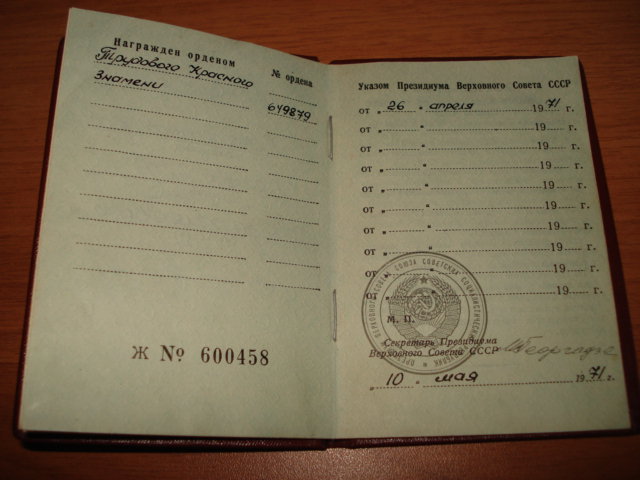 Награжден орденом
№ ордена
Трудового Красного
Знамени
649879
Ж № 600458
Указом Президиума Верховного Совета СССР
от „ 26 “ апреля 1971 г.
от „ “ 19 г.
от „ “ 19 г.
от „ “ 19 г.
от „ “ 19 г.
от „ “ 19 г.
от „ “ 19 г.
от „ “ 19 г.
от „ “ 19 г.
М. П.
Секретарь Президиума
Верховного Совета СССР МГеоргадзе
„ 10 “ мая 1971 г.